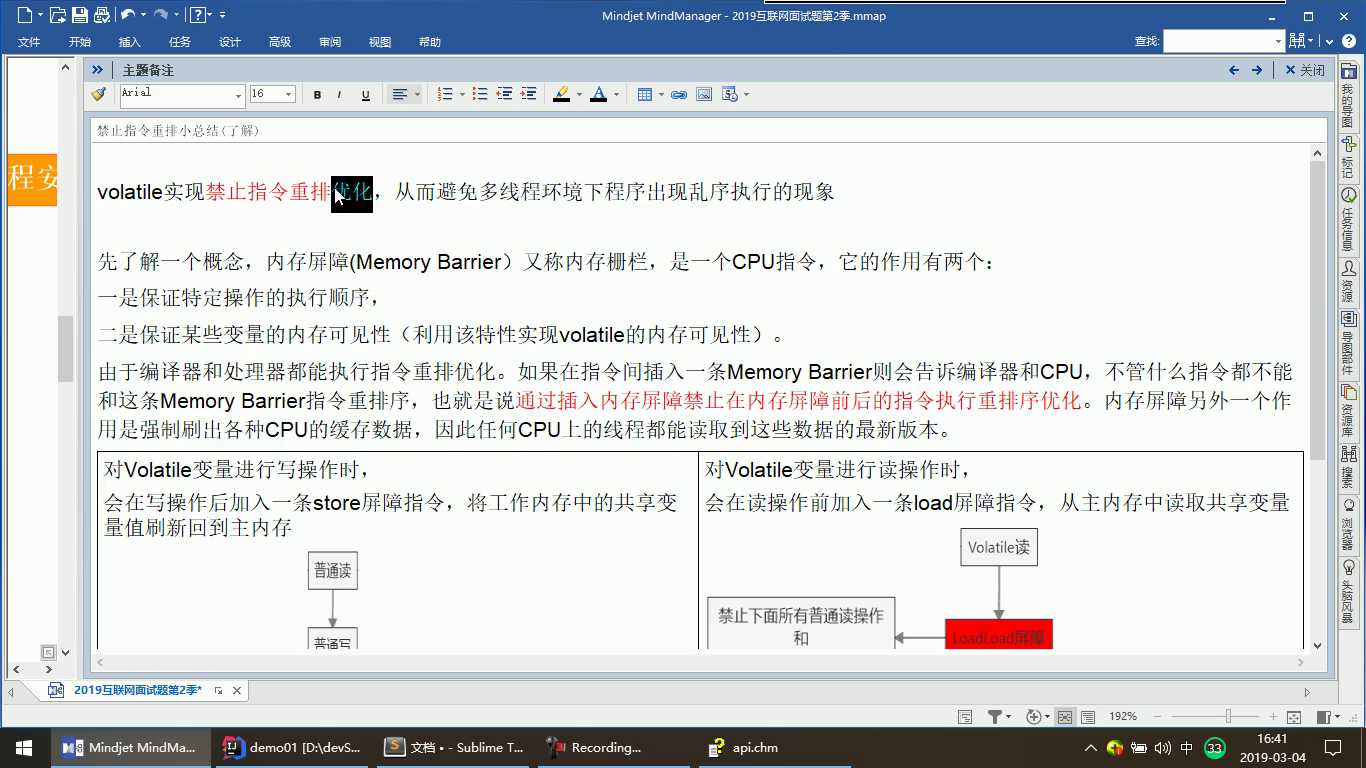 Mindjet MindManager - 2019互联网面试题第2季.mmap
文件 开始 插入 任务 设计 高级 审阅 视图 帮助 查找:
主题备注 关闭
Arial 16 B I U
禁止指令重排小总结(了解)
程安
volatile实现禁止指令重排优化，从而避免多线程环境下程序出现乱序执行的现象
先了解一个概念，内存屏障(Memory Barrier）又称内存栅栏，是一个CPU指令，它的作用有两个：
一是保证特定操作的执行顺序，
二是保证某些变量的内存可见性（利用该特性实现volatile的内存可见性）。
由于编译器和处理器都能执行指令重排优化。如果在指令间插入一条Memory Barrier则会告诉编译器和CPU，不管什么指令都不能
和这条Memory Barrier指令重排序，也就是说通过插入内存屏障禁止在内存屏障前后的指令执行重排序优化。内存屏障另外一个作
用是强制刷出各种CPU的缓存数据，因此任何CPU上的线程都能读取到这些数据的最新版本。
对Volatile变量进行写操作时，
会在写操作后加入一条store屏障指令，将工作内存中的共享变
量值刷新回到主内存
普通读
普通写
对Volatile变量进行读操作时，
会在读操作前加入一条load屏障指令，从主内存中读取共享变量
Volatile读
禁止下面所有普通读操作
和
LoadLoad屏障
我的导图
标记
任务信息
资源
导图部件
资源库
搜索
浏览器
头脑风暴
2019互联网面试题第2季*
192%
Mindjet MindMa... demo01 [D:\devS... 文档 • - Sublime T... Recording... api.chm 中 33 16:41
2019-03-04